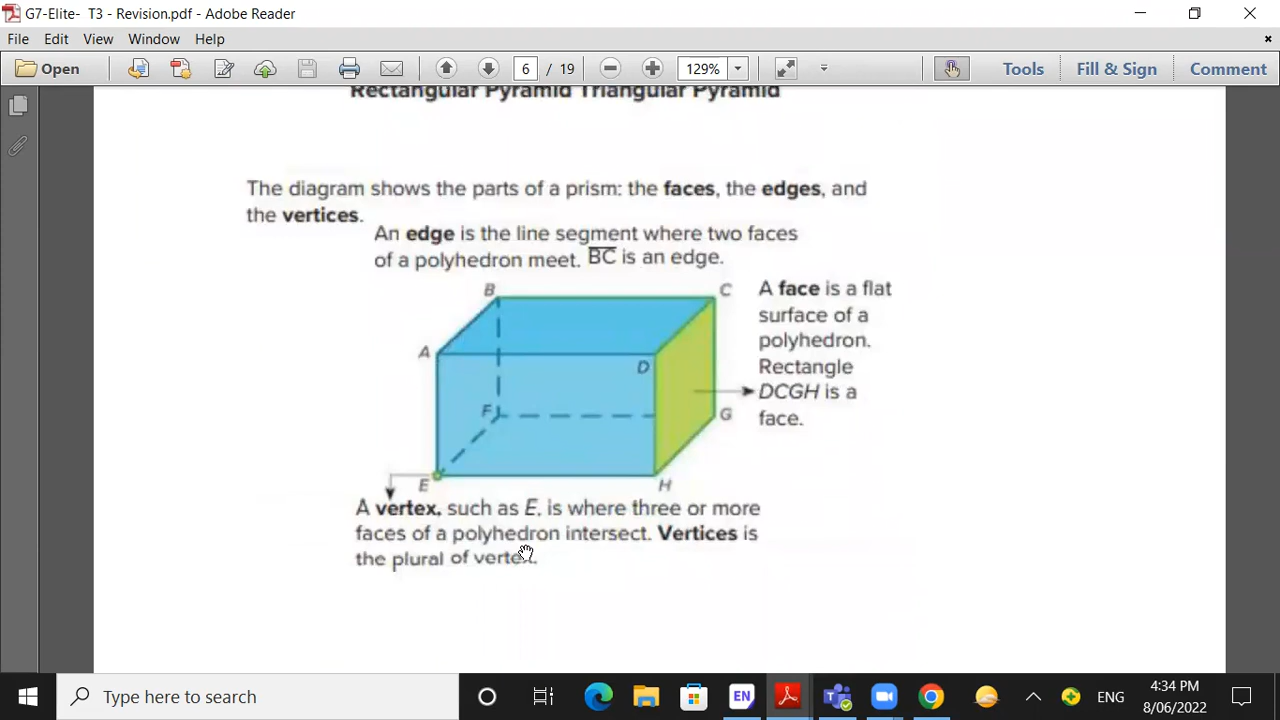 G7-Elite- T3 - Revision.pdf - Adobe Reader
File Edit View Window Help
Open 6 / 19 129% Tools Fill & Sign Comment
Rectangular Pyramid Triangular Pyramid
The diagram shows the parts of a prism: the faces, the edges, and
the vertices.
An edge is the line segment where two faces
of a polyhedron meet. BC is an edge.
B
C
A
D
F
G
E
H
A face is a flat
surface of a
polyhedron.
Rectangle
DCGH is a
face.
A vertex, such as E, is where three or more
faces of a polyhedron intersect. Vertices is
the plural of vertex.
Type here to search
EN
ENG
4:34 PM
8/06/2022